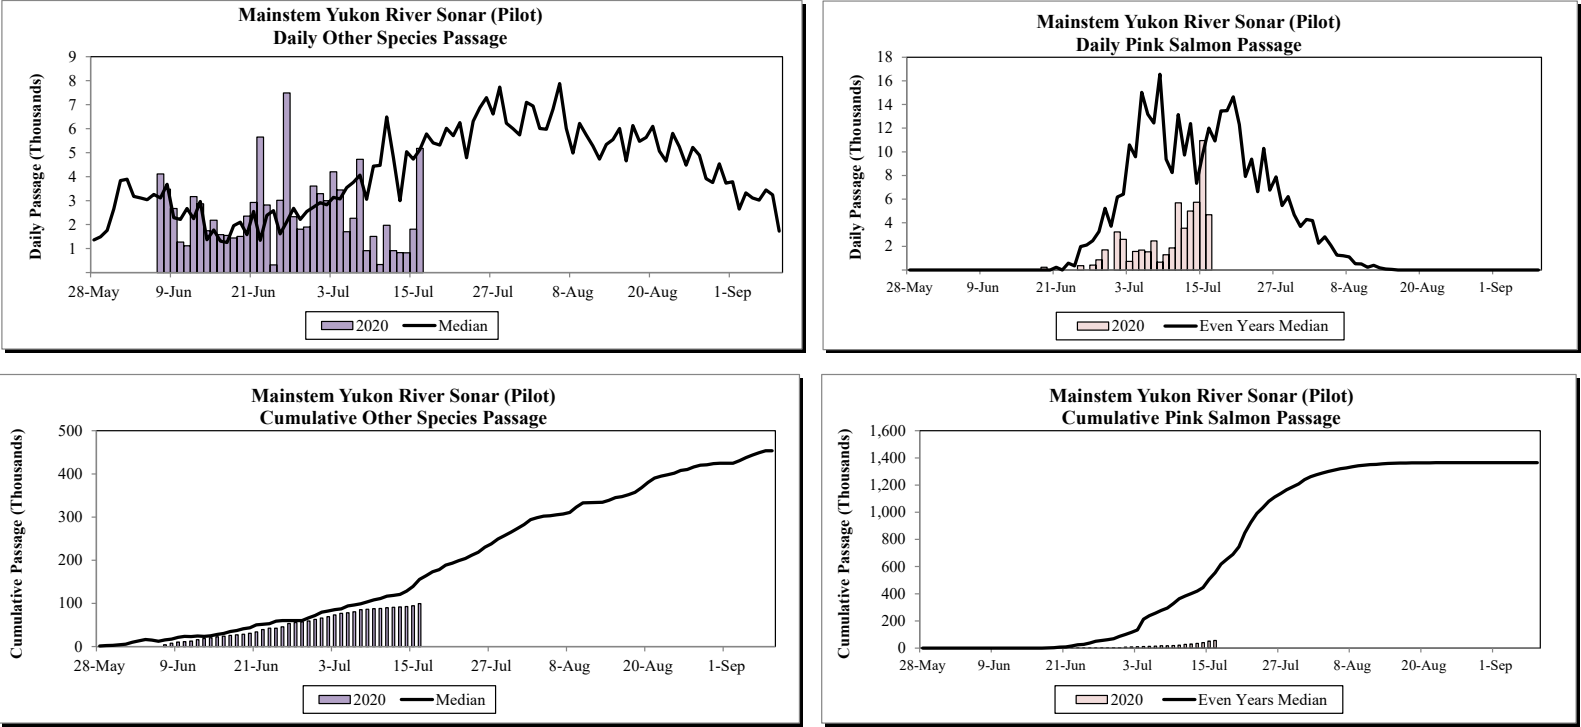 Mainstem Yukon River Sonar (Pilot)
Daily Other Species Passage
Daily Passage (Thousands)
9
8
7
6
5
4
3
2
1
28-May 9-Jun 21-Jun 3-Jul 15-Jul 27-Jul 8-Aug 20-Aug 1-Sep
2020 Median
Mainstem Yukon River Sonar (Pilot)
Daily Pink Salmon Passage
Daily Passage (Thousands)
18
16
14
12
10
8
6
4
2
28-May 9-Jun 21-Jun 3-Jul 15-Jul 27-Jul 8-Aug 20-Aug 1-Sep
2020 Even Years Median
Mainstem Yukon River Sonar (Pilot)
Cumulative Other Species Passage
Cumulative Passage (Thousands)
500
400
300
200
100
0
28-May 9-Jun 21-Jun 3-Jul 15-Jul 27-Jul 8-Aug 20-Aug 1-Sep
2020 Median
Mainstem Yukon River Sonar (Pilot)
Cumulative Pink Salmon Passage
Cumulative Passage (Thousands)
1,600
1,400
1,200
1,000
800
600
400
200
0
28-May 9-Jun 21-Jun 3-Jul 15-Jul 27-Jul 8-Aug 20-Aug 1-Sep
2020 Even Years Median